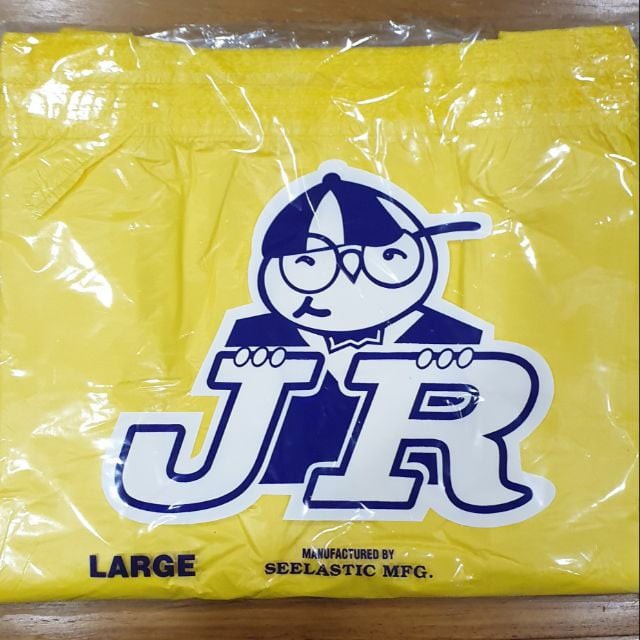 JR
LARGE
MANUFACTURED BY
SEELASTIC MFG.